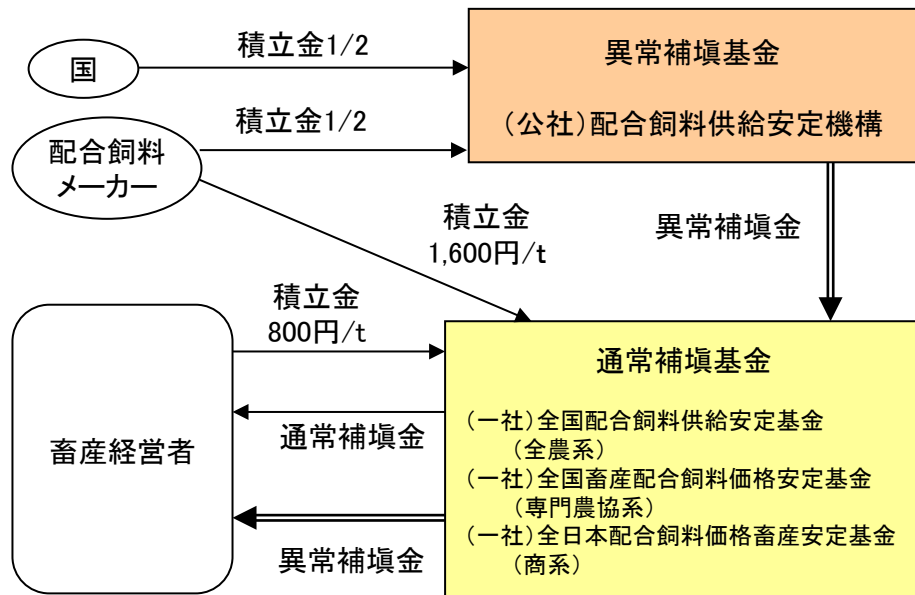 国
積立金1/2
異常補塡基金
（公社）配合飼料供給安定機構
配合飼料
メーカー
積立金1/2
積立金
1,600円/t
異常補塡金
積立金
800円/t
畜産経営者
通常補塡金
異常補塡金
通常補塡基金
（一社）全国配合飼料供給安定基金
（全農系）
（一社）全国畜産配合飼料価格安定基金
（専門農協系）
（一社）全日本配合飼料価格畜産安定基金
（商系）